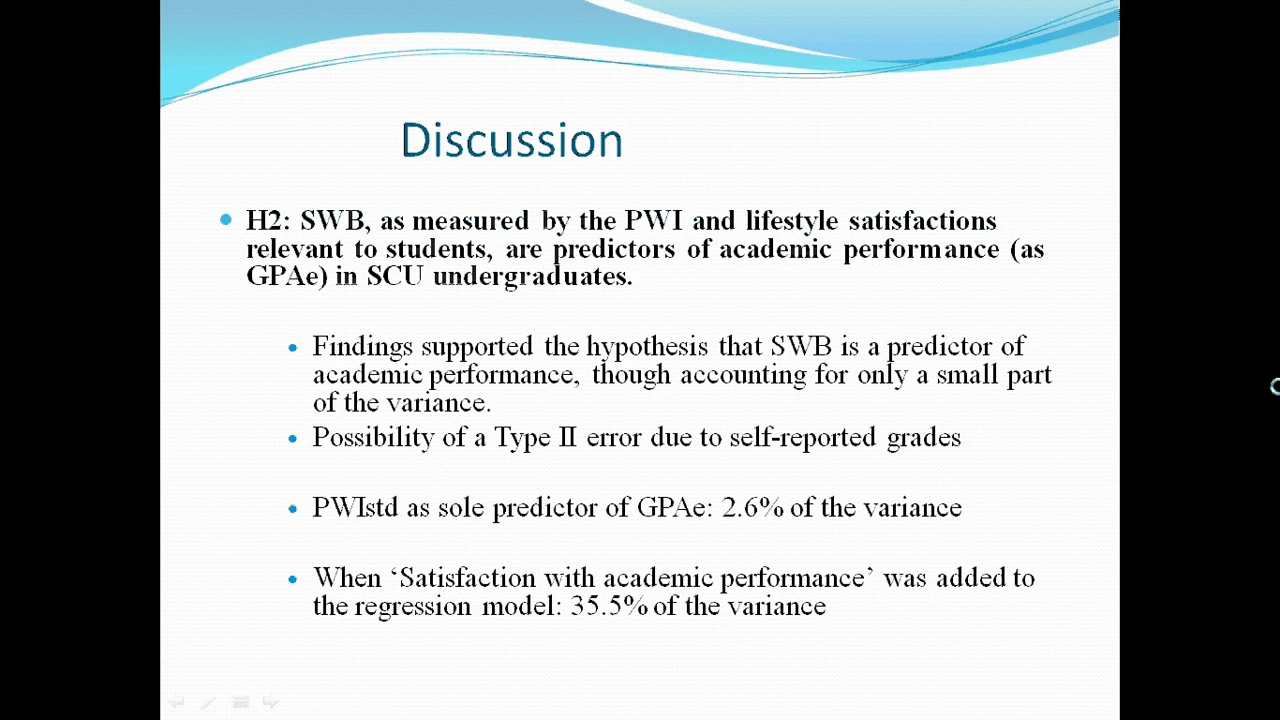 Discussion
H2: SWB, as measured by the PWI and lifestyle satisfactions
relevant to students, are predictors of academic performance (as
GPAe) in SCU undergraduates.
Findings supported the hypothesis that SWB is a predictor of
academic performance, though accounting for only a small part
of the variance.
Possibility of a Type II error due to self-reported grades
PWIstd as sole predictor of GPAe: 2.6% of the variance
When ‘Satisfaction with academic performance’ was added to
the regression model: 35.5% of the variance